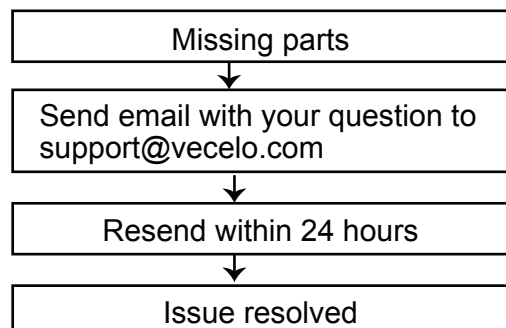 Missing parts
Send email with your question to
support@vecelo.com
Resend within 24 hours
Issue resolved